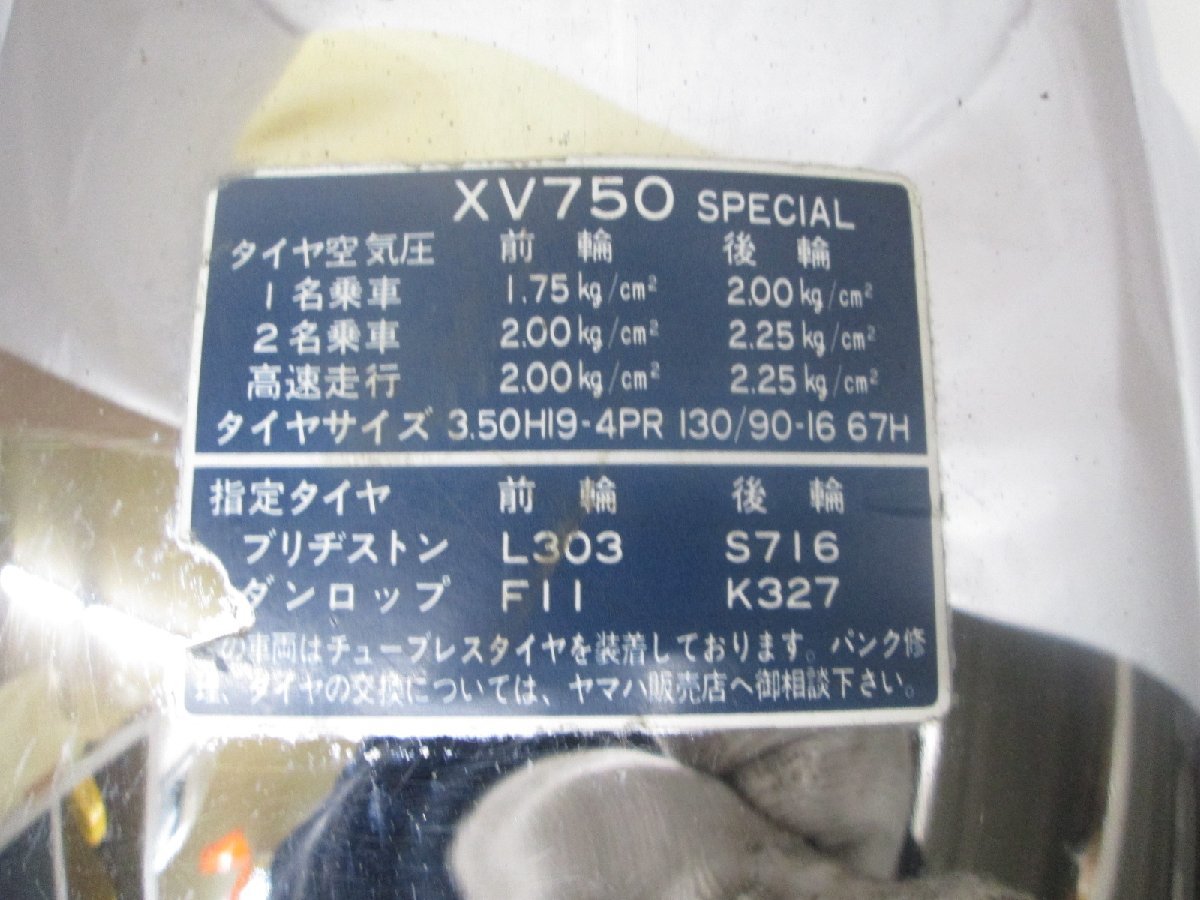 XV750 SPECIAL
タイヤ空気圧 前輪 後輪
1名乗車 1.75kg/cm² 2.00kg/cm²
2名乗車 2.00kg/cm² 2.25kg/cm²
高速走行 2.00kg/cm² 2.25kg/cm²
タイヤサイズ 3.50H19-4PR 130/90-16 67H
指定タイヤ 前輪 後輪
ブリヂストン L303 S716
ダンロップ F11 K327
の車両はチューブレスタイヤを装着しております。パンク修
理、タイヤの交換については、ヤマハ販売店へ御相談下さい。